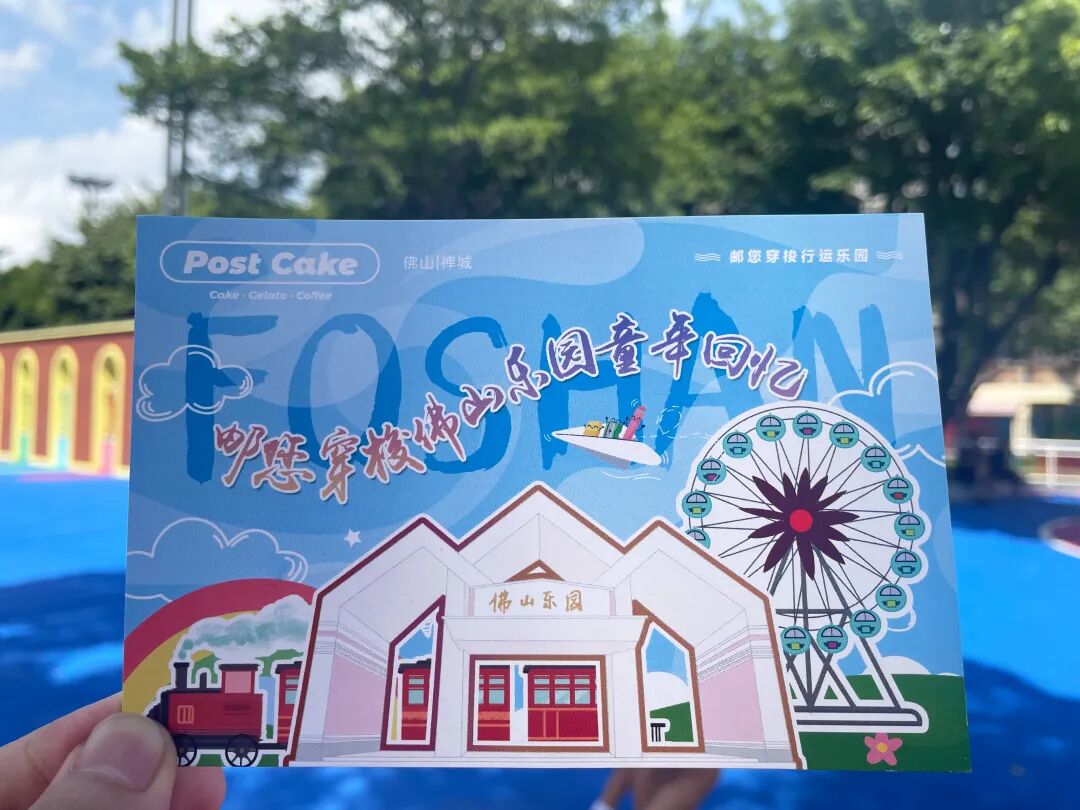 Post Cake
Cake · Gelato · Coffee
佛山|禅城
邮您穿梭行运乐园
FOSHAN
邮您穿梭佛山乐园童年回忆
佛山乐园